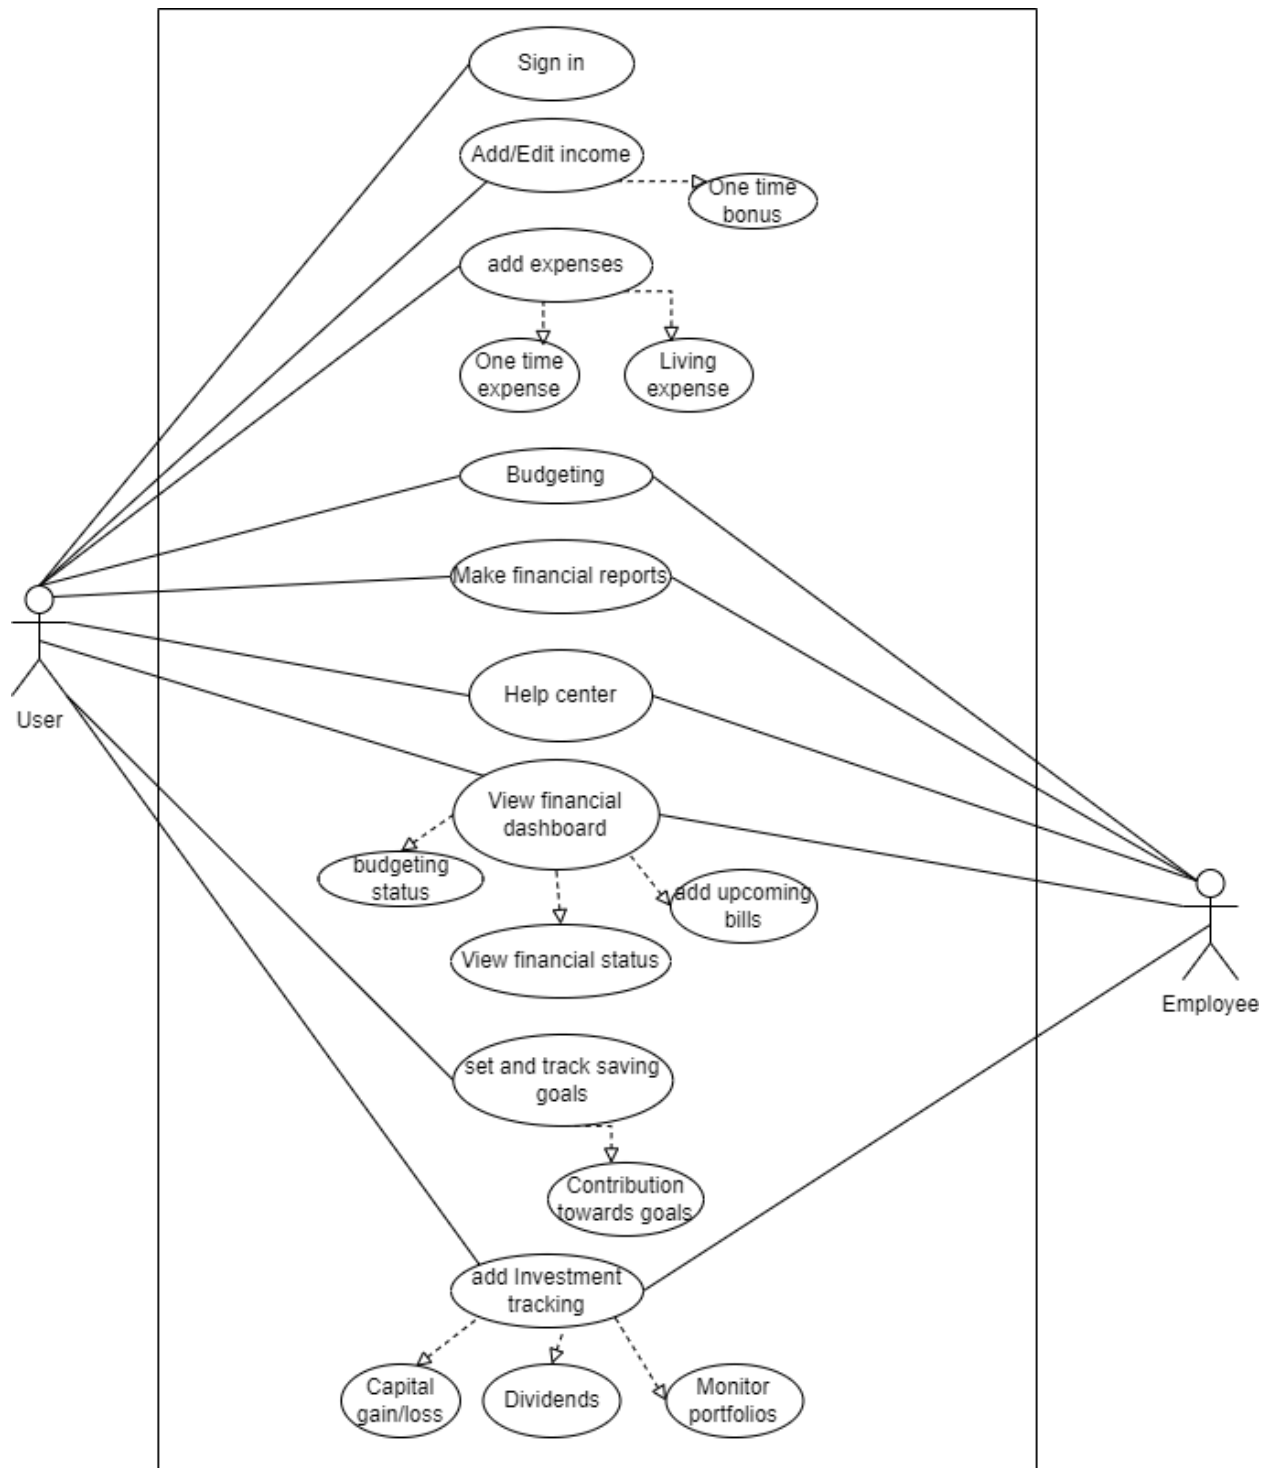 Sign in
Add/Edit income
One time
bonus
add expenses
One time
expense
Living
expense
Budgeting
Make financial reports
Help center
User
View financial
dashboard
budgeting
status
add upcoming
bills
View financial status
Employee
set and track saving
goals
Contribution
towards goals
add Investment
tracking
Capital
gain/loss
Dividends
Monitor
portfolios